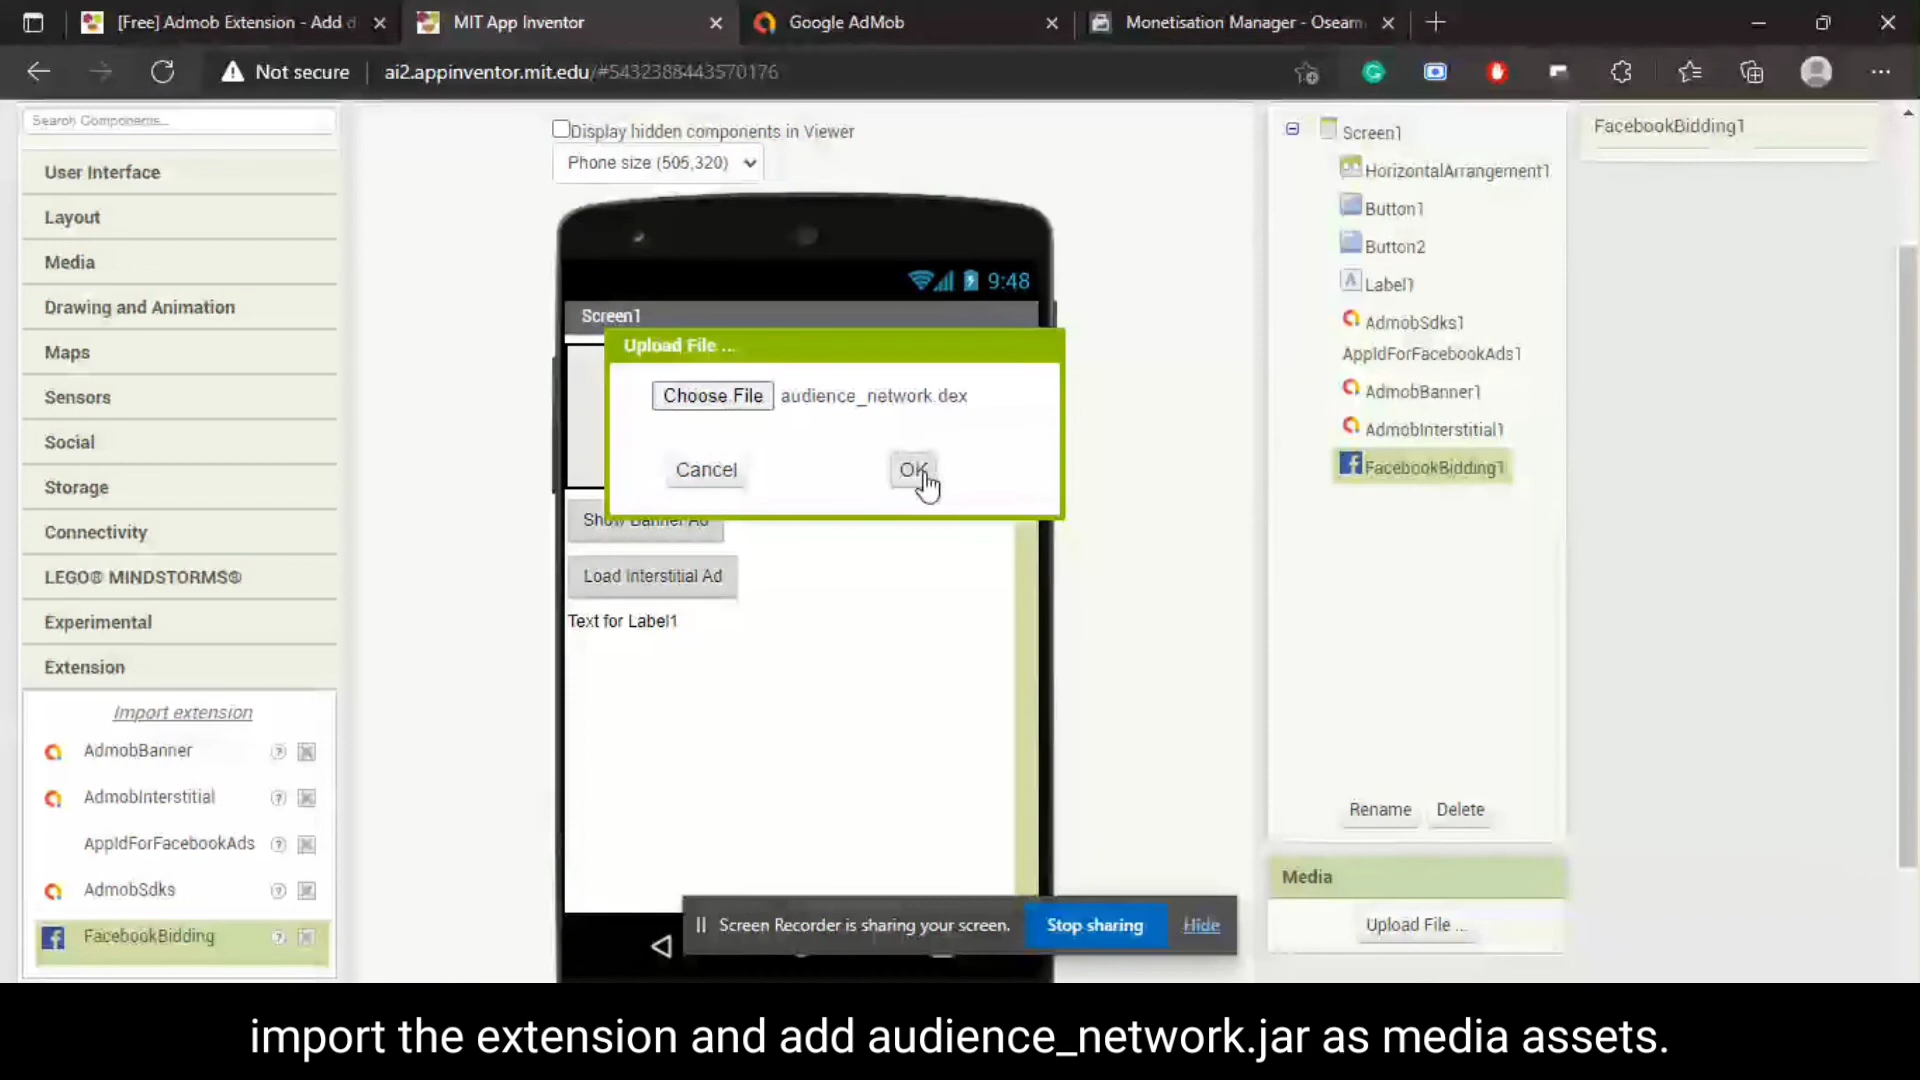 [Free] Admob Extension - Add d
MIT App Inventor
Google AdMob
Monetisation Manager - Oseam
Not secure
ai2.appinventor.mit.edu/#5432388443570176
Search Components...
User Interface
Layout
Media
Drawing and Animation
Maps
Sensors
Social
Storage
Connectivity
LEGO® MINDSTORMS®
Experimental
Extension
Import extension
AdmobBanner
AdmobInterstitial
AppIdForFacebookAds
AdmobSdks
FacebookBidding
Display hidden components in Viewer
Phone size (505,320)
9:48
Screen1
Upload File ...
Choose File audience_network.dex
Cancel OK
Show Banner Ad
Load Interstitial Ad
Text for Label1
Screen Recorder is sharing your screen. Stop sharing Hide
Screen1
HorizontalArrangement1
Button1
Button2
Label1
AdmobSdks1
AppIdForFacebookAds1
AdmobBanner1
AdmobInterstitial1
FacebookBidding1
Rename Delete
Media
Upload File ...
FacebookBidding1
import the extension and add audience_network.jar as media assets.